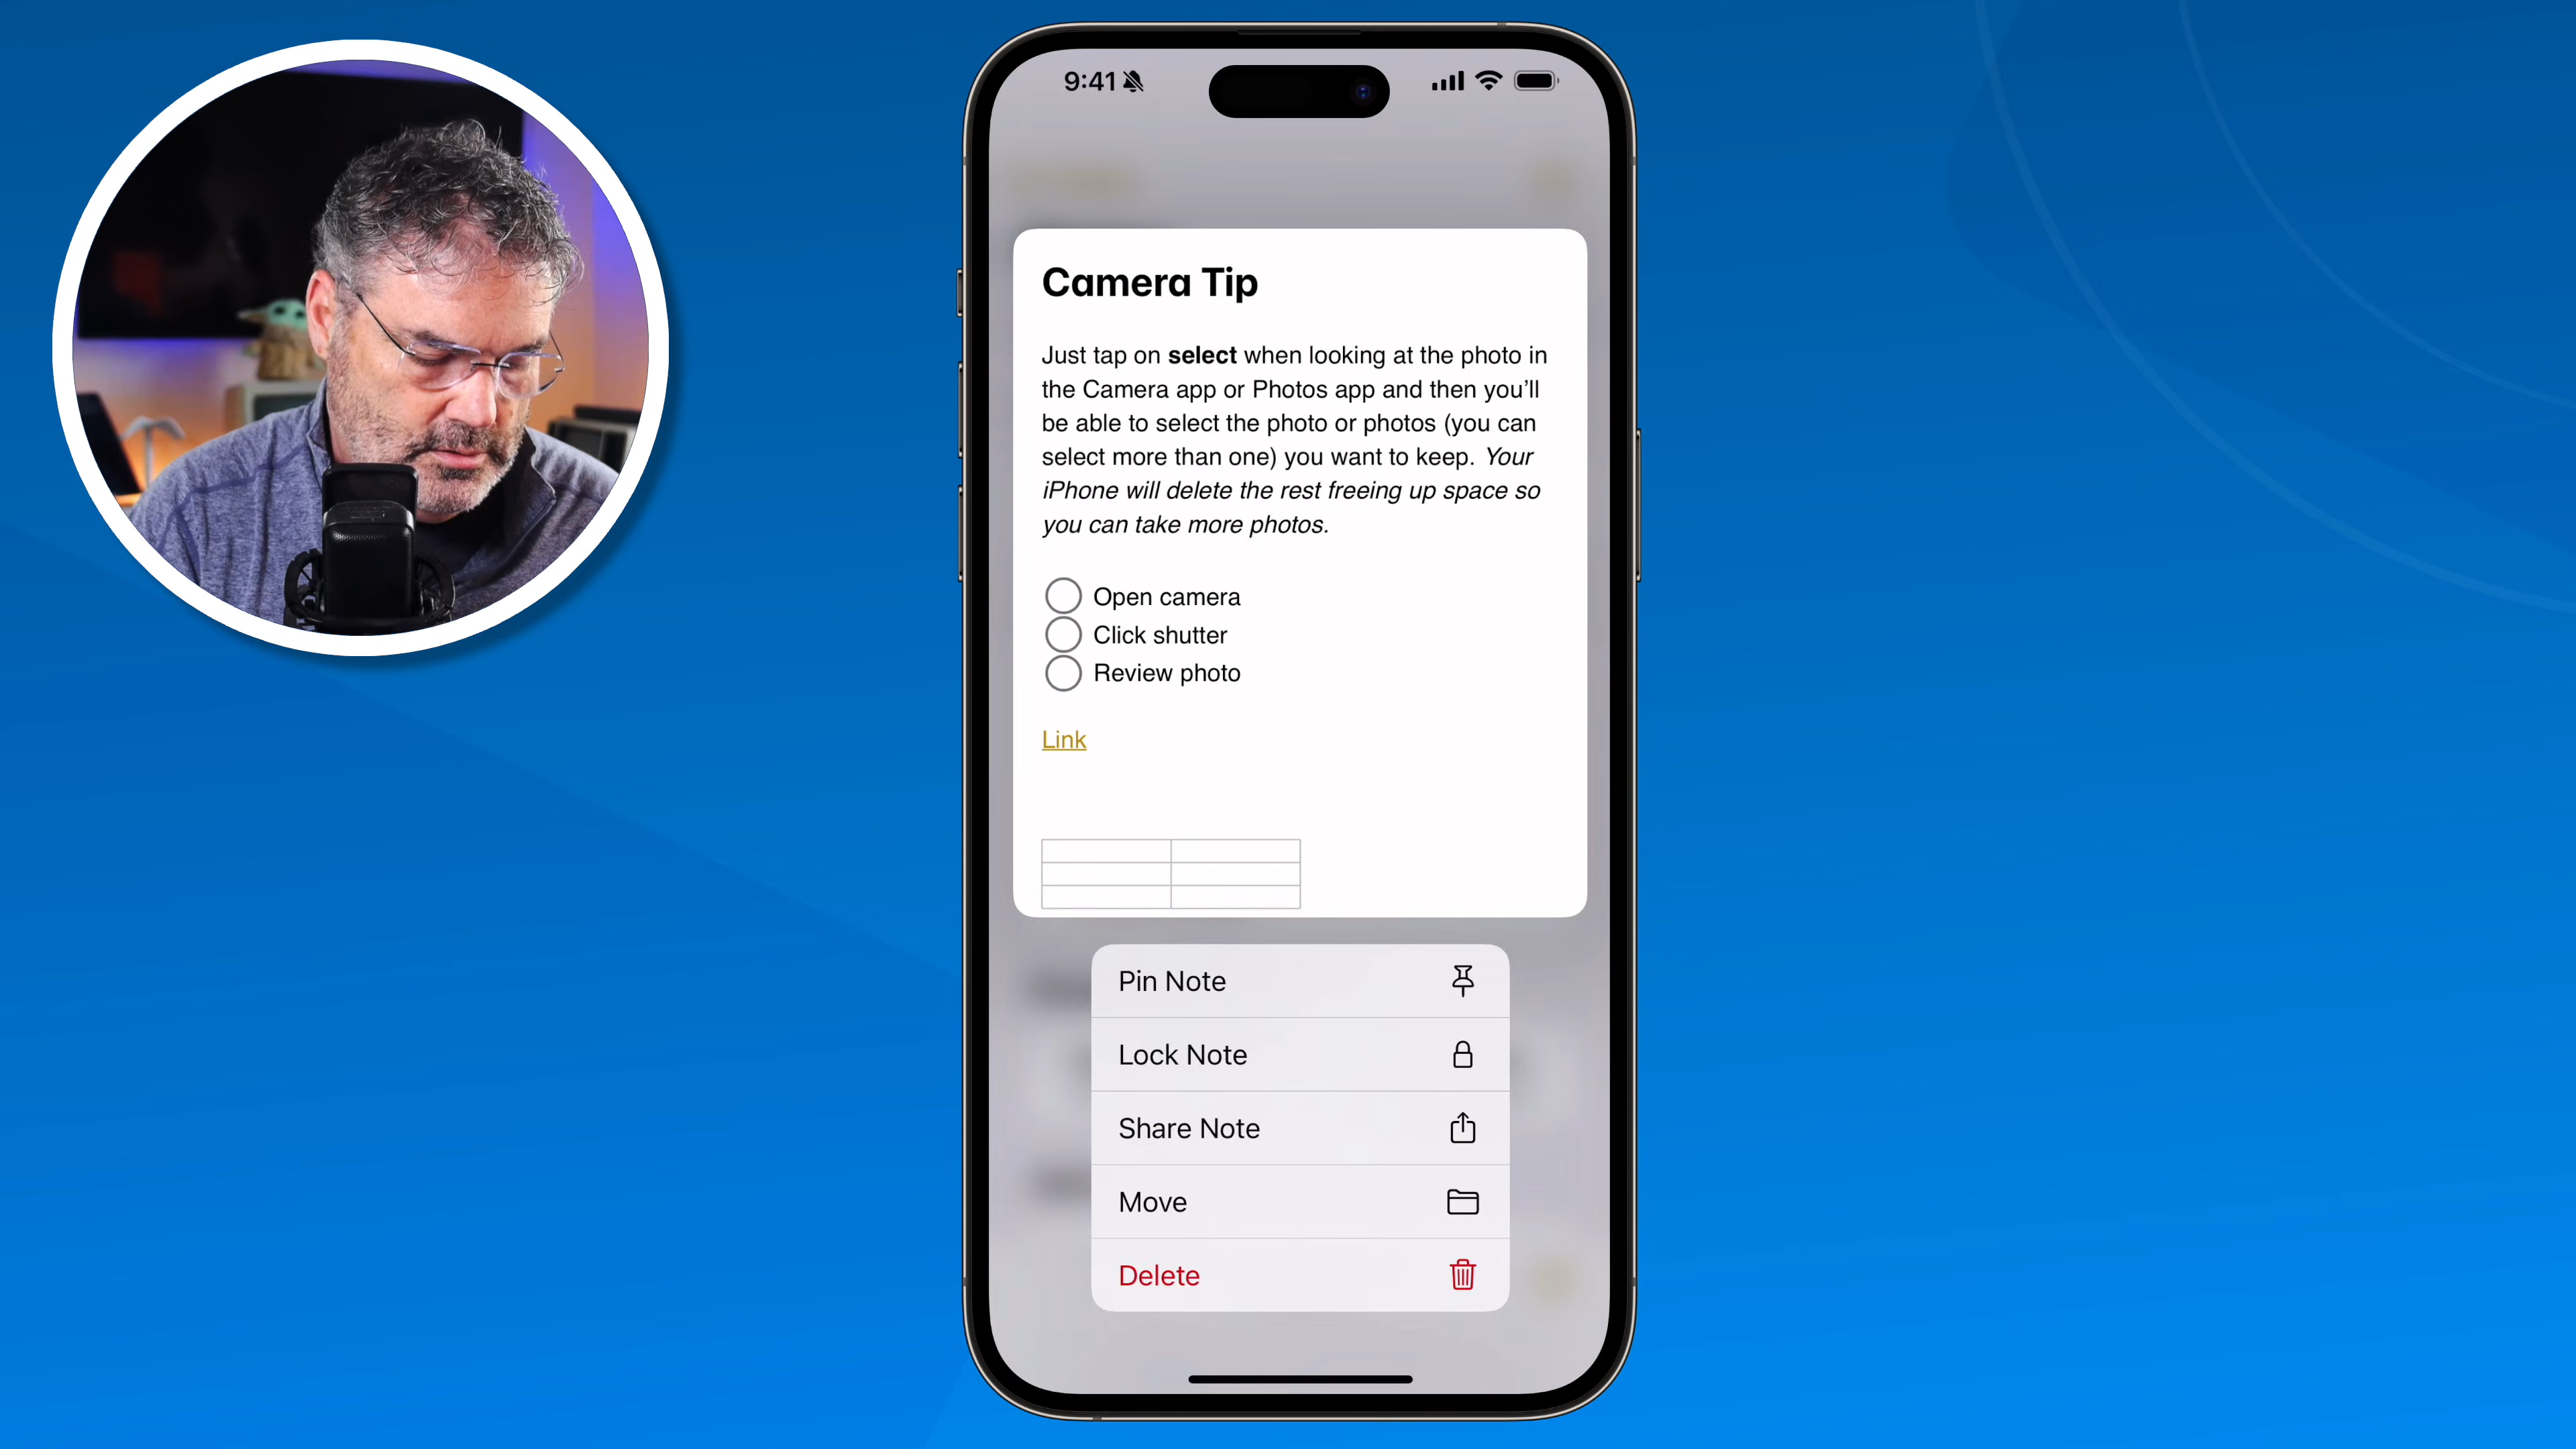 9:41
Camera Tip
Just tap on select when looking at the photo in
the Camera app or Photos app and then you'll
be able to select the photo or photos (you can
select more than one) you want to keep. Your
iPhone will delete the rest freeing up space so
you can take more photos.
Open camera
Click shutter
Review photo
Link
Pin Note
Lock Note
Share Note
Move
Delete